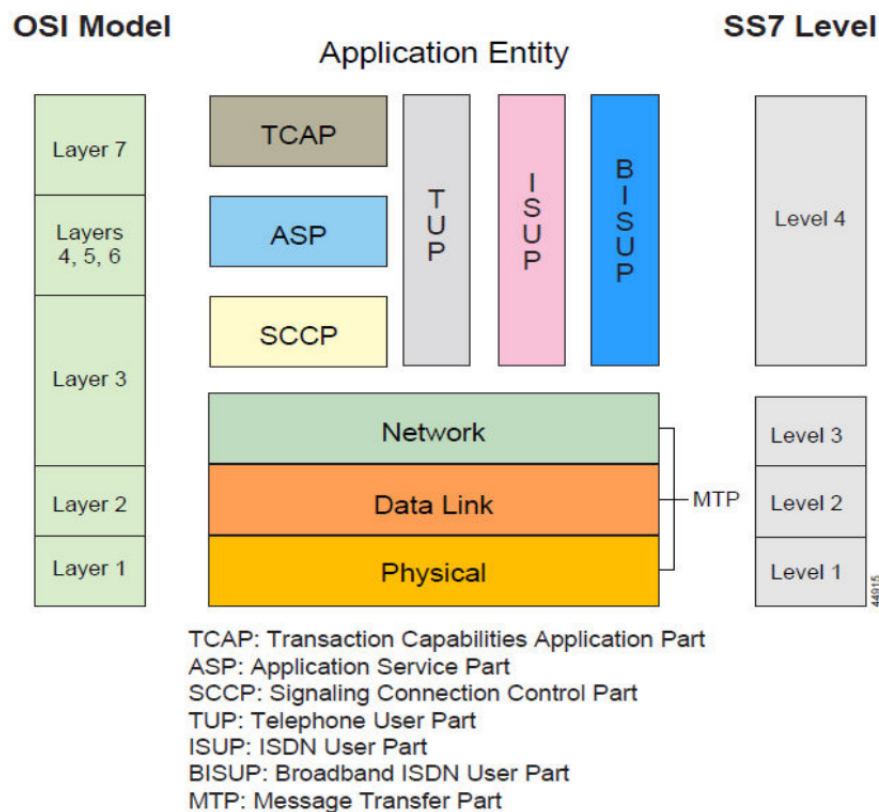 OSI Model
Application Entity
SS7 Level
Layer 7
Layers
4, 5, 6
Layer 3
Layer 2
Layer 1
TCAP
ASP
SCCP
TUP
ISUP
BISUP
Network
Data Link
Physical
MTP
Level 4
Level 3
Level 2
Level 1
44915
TCAP: Transaction Capabilities Application Part
ASP: Application Service Part
SCCP: Signaling Connection Control Part
TUP: Telephone User Part
ISUP: ISDN User Part
BISUP: Broadband ISDN User Part
MTP: Message Transfer Part